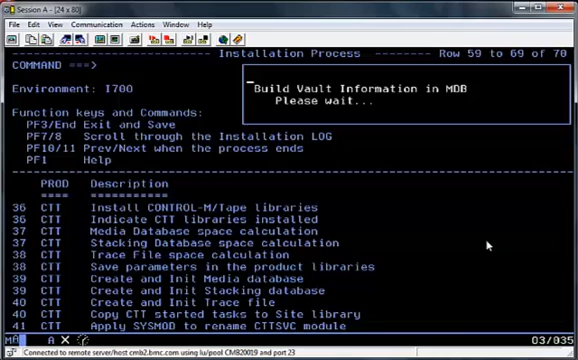 Session A - [24 x 80]
File Edit View Communication Actions Window Help
Installation Process Row 59 to 69 of 70
COMMAND ===>
Build Vault Information in MDB
Please wait...
Environment: I700
Function keys and Commands:
PF3/End Exit and Save
PF7/8 Scroll through the Installation LOG
PF10/11 Prev/Next when the process ends
PF1 Help
PROD Description
==== ===========
36 CTT Install CONTROL-M/Tape libraries
36 CTT Indicate CTT libraries installed
37 CTT Media Database space calculation
37 CTT Stacking Database space calculation
38 CTT Trace File space calculation
38 CTT Save parameters in the product libraries
39 CTT Create and Init Media database
39 CTT Create and Init Stacking database
40 CTT Create and Init Trace file
40 CTT Copy CTT started tasks to Site library
41 CTT Apply SYSMOD to rename CTTSVC module
A 03/035
Connected to remote server/host cmb2.bmc.com using lu/pool CMB20019 and port 23